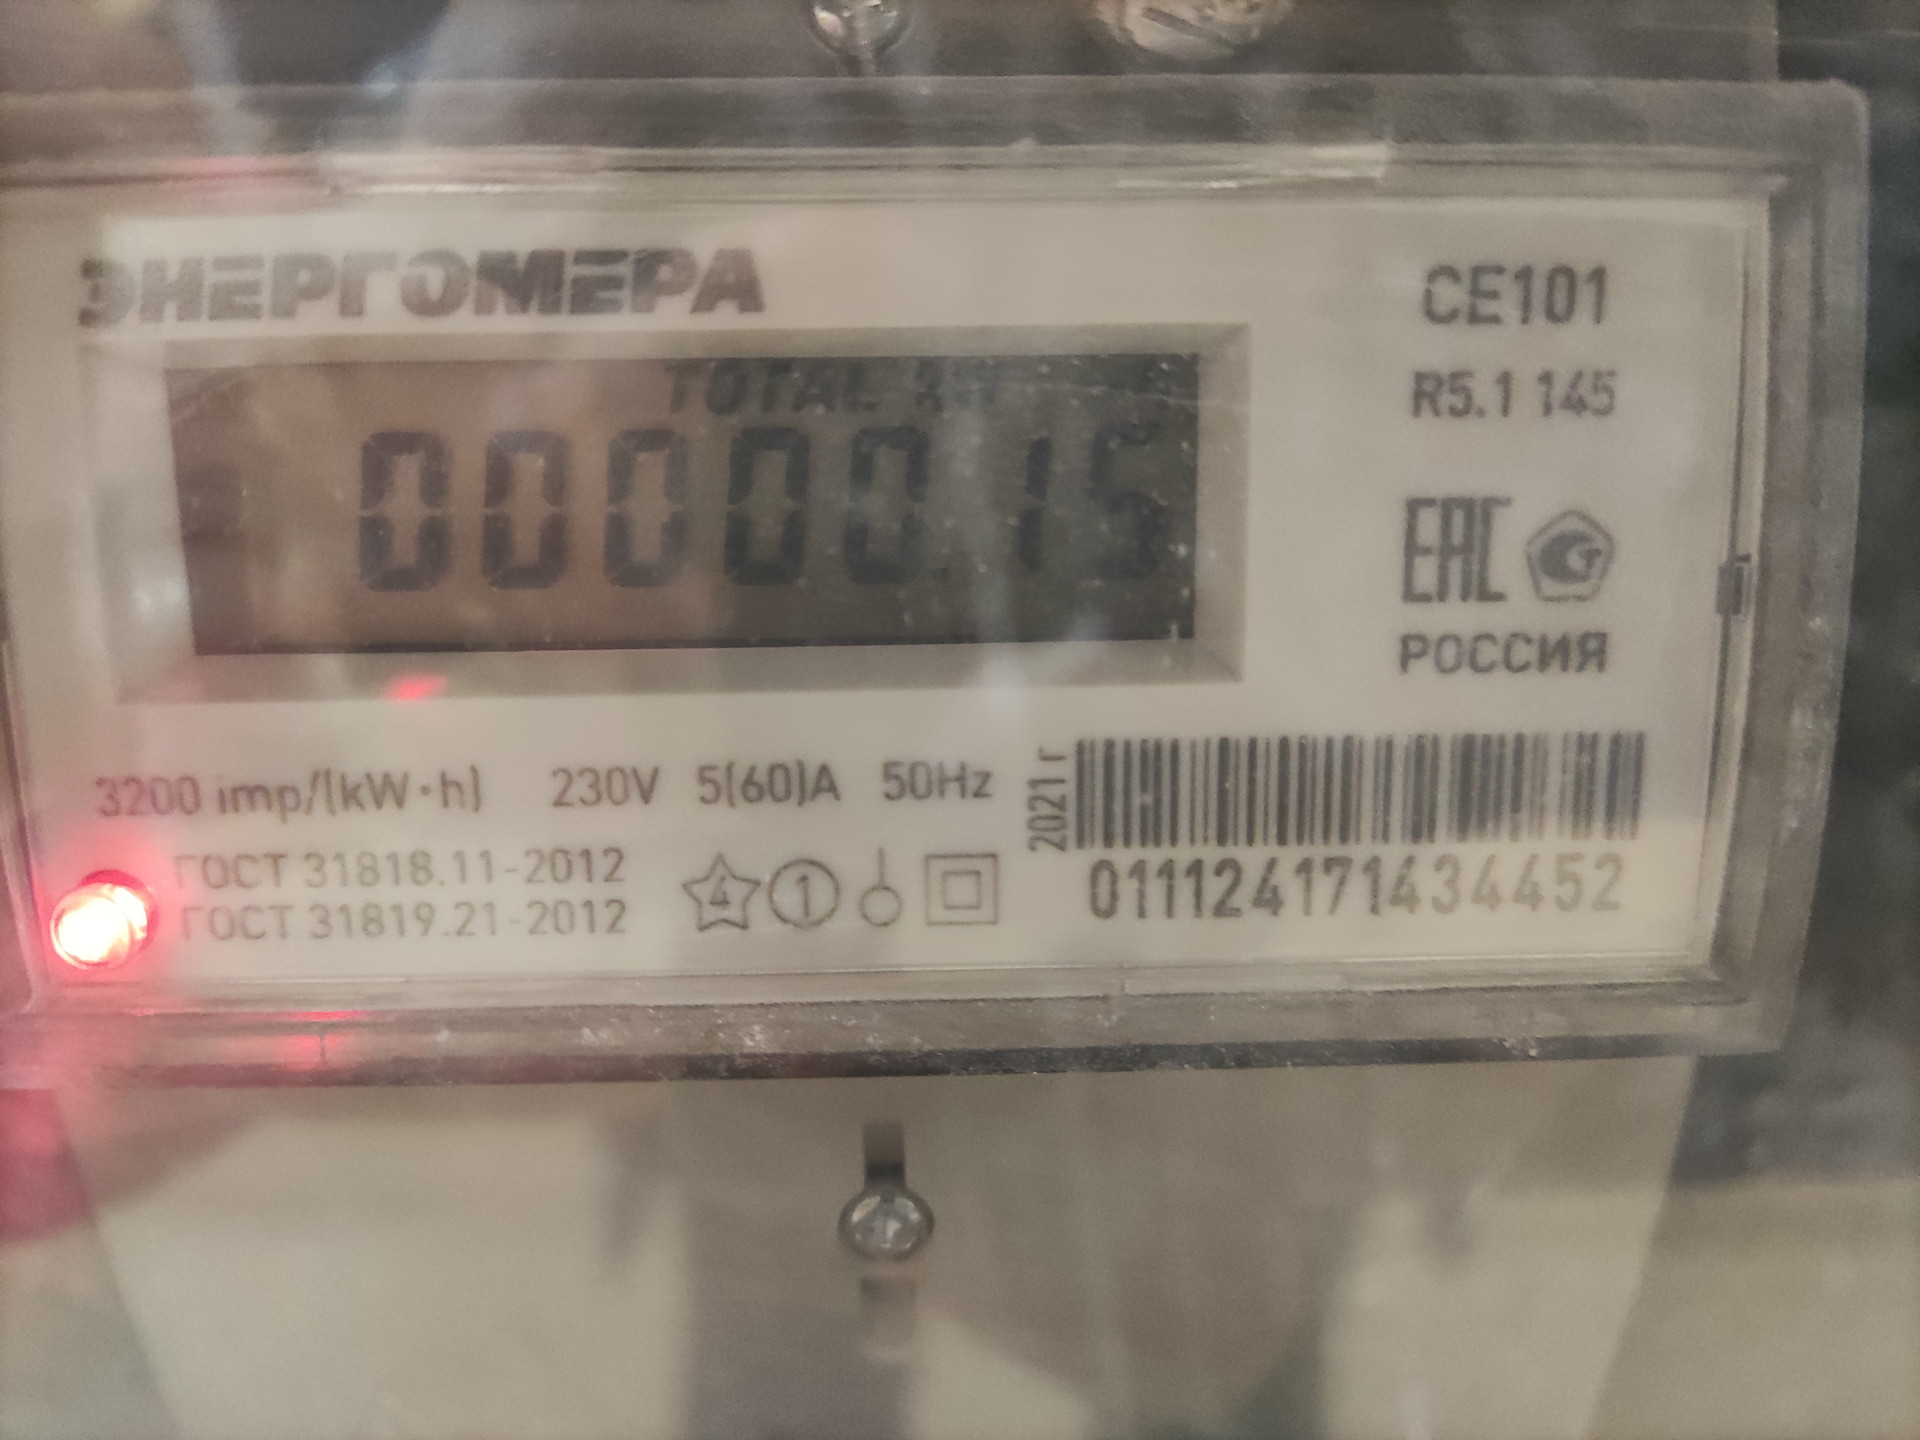 ЭНЕРГОМЕРА
CE101
R5.1 145
TOTAL kW
00000.15
EAC
РОССИЯ
3200 imp/(kW·h) 230V 5(60)A 50Hz
2021 г
ГОСТ 31818.11-2012
ГОСТ 31819.21-2012
4 1
011124171434452